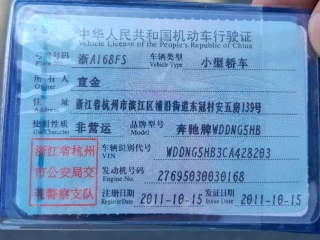 中华人民共和国机动车行驶证
Vehicle License of the People's Republic of China
号牌号码 浙A168FS 车辆类型 小型轿车
Plate No. Vehicle Type
所有人 直金
Owner
住址 浙江省杭州市滨江区浦沿街道东冠村安五房139号
Address
使用性质 非营运 品牌型号 奔驰牌WDDNG5HB
Use Character Model
浙江省杭州
市公安局交
通警察支队
车辆识别代号 WDDNG5HB3CA428203
VIN
发动机号码 27695030030168
Engine No.
注册日期 2011-10-15 发证日期 2011-10-15
Register Date Issue Date